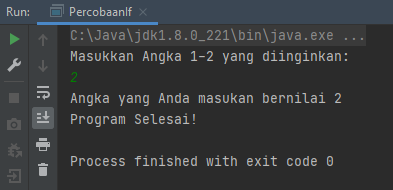 Run: PercobaanIf
C:\Java\jdk1.8.0_221\bin\java.exe ...
Masukkan Angka 1-2 yang diinginkan:
2
Angka yang Anda masukan bernilai 2
Program Selesai!
Process finished with exit code 0